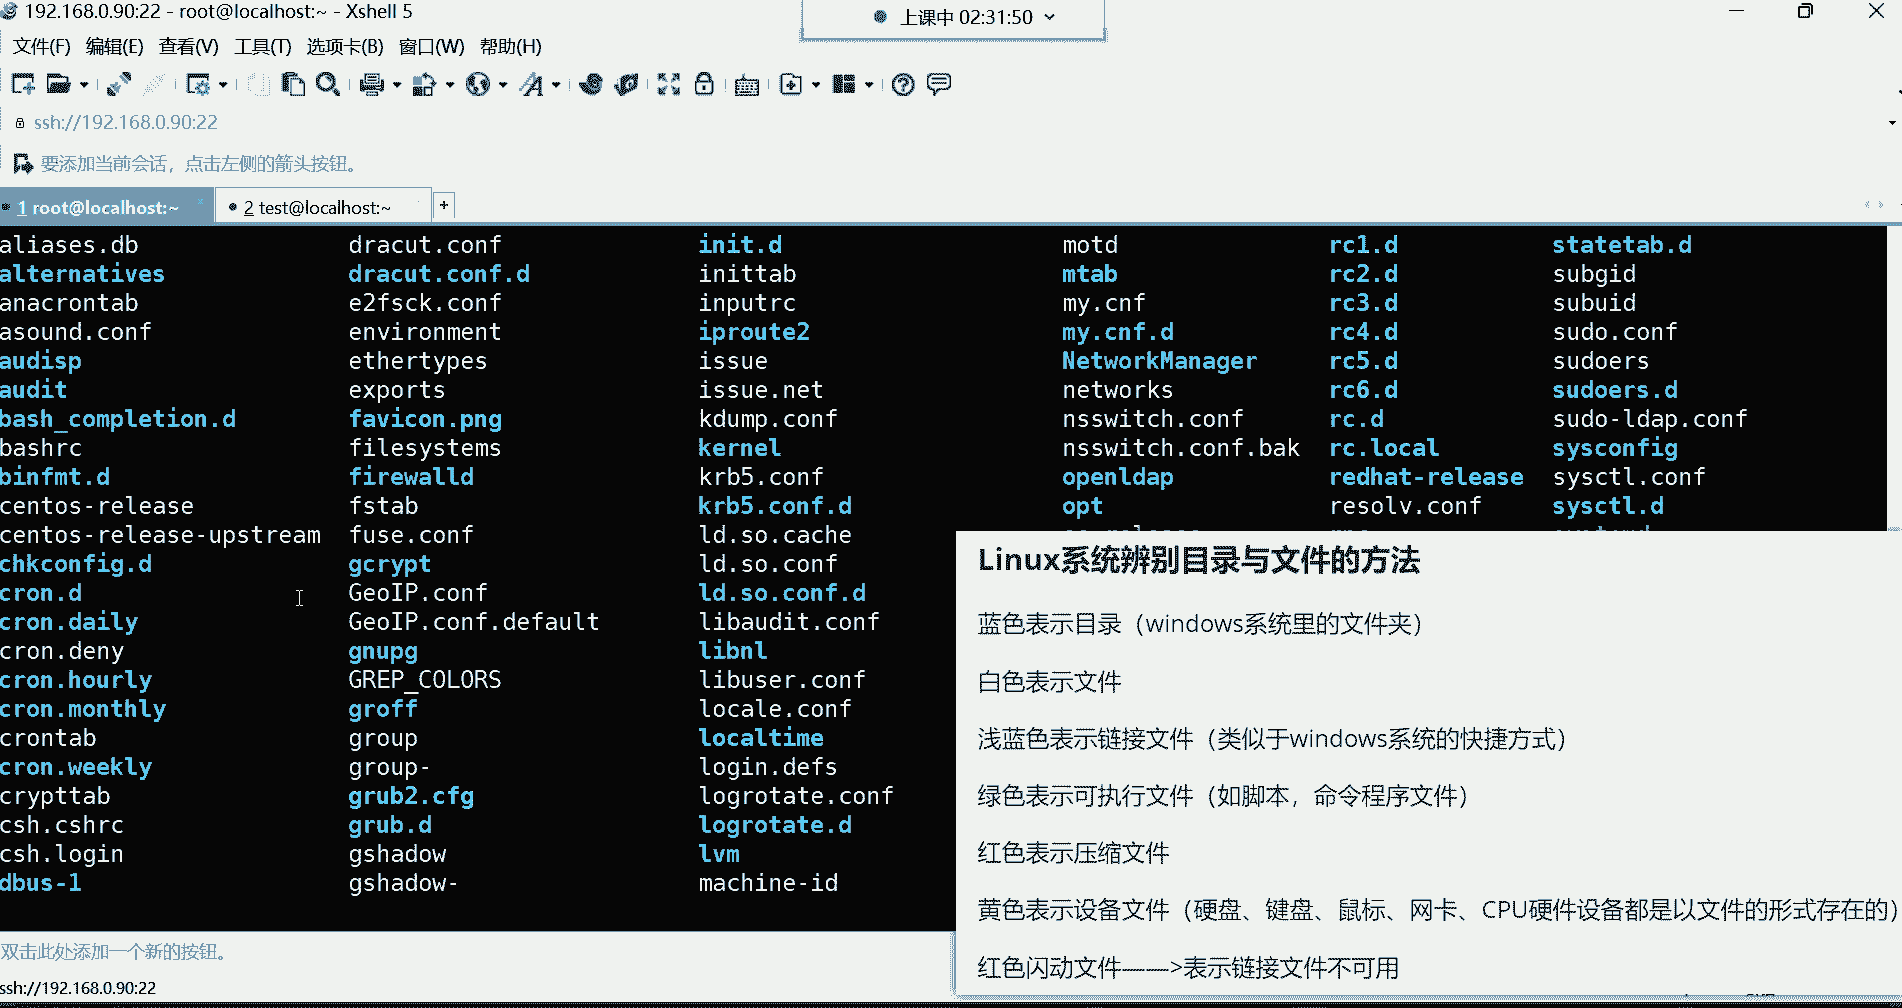 192.168.0.90:22 - root@localhost:~ - Xshell 5
上课中 02:31:50
文件(F) 编辑(E) 查看(V) 工具(T) 选项卡(B) 窗口(W) 帮助(H)
ssh://192.168.0.90:22
要添加当前会话，点击左侧的箭头按钮。
1 root@localhost:~ 2 test@localhost:~ +
aliases.db dracut.conf init.d motd rc1.d statetab.d
alternatives dracut.conf.d inittab mtab rc2.d subgid
anacrontab e2fsck.conf inputrc my.cnf rc3.d subuid
asound.conf environment iproute2 my.cnf.d rc4.d sudo.conf
audisp ethertypes issue NetworkManager rc5.d sudoers
audit exports issue.net networks rc6.d sudoers.d
bash_completion.d favicon.png kdump.conf nsswitch.conf rc.d sudo-ldap.conf
bashrc filesystems kernel nsswitch.conf.bak rc.local sysconfig
binfmt.d firewalld krb5.conf openldap redhat-release sysctl.conf
centos-release fstab krb5.conf.d opt resolv.conf sysctl.d
centos-release-upstream fuse.conf ld.so.cache
chkconfig.d gcrypt ld.so.conf
cron.d GeoIP.conf ld.so.conf.d
cron.daily GeoIP.conf.default libaudit.conf
cron.deny gnupg libnl
cron.hourly GREP_COLORS libuser.conf
cron.monthly groff locale.conf
crontab group localtime
cron.weekly group- login.defs
crypttab grub2.cfg logrotate.conf
csh.cshrc grub.d logrotate.d
csh.login gshadow lvm
dbus-1 gshadow- machine-id
Linux系统辨别目录与文件的方法
蓝色表示目录（windows系统里的文件夹）
白色表示文件
浅蓝色表示链接文件（类似于windows系统的快捷方式）
绿色表示可执行文件（如脚本，命令程序文件）
红色表示压缩文件
黄色表示设备文件（硬盘、键盘、鼠标、网卡、CPU硬件设备都是以文件的形式存在的）
红色闪动文件——>表示链接文件不可用
双击此处添加一个新的按钮。
ssh://192.168.0.90:22